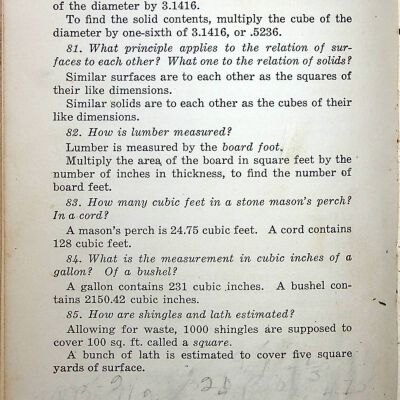 of the diameter by 3.1416.
To find the solid contents, multiply the cube of the
diameter by one-sixth of 3.1416, or .5236.
81. What principle applies to the relation of sur-
faces to each other? What one to the relation of solids?
Similar surfaces are to each other as the squares of
their like dimensions.
Similar solids are to each other as the cubes of their
like dimensions.
82. How is lumber measured?
Lumber is measured by the board foot.
Multiply the area of the board in square feet by the
number of inches in thickness, to find the number of
board feet.
83. How many cubic feet in a stone mason's perch?
In a cord?
A mason's perch is 24.75 cubic feet. A cord contains
128 cubic feet.
84. What is the measurement in cubic inches of a
gallon? Of a bushel?
A gallon contains 231 cubic inches. A bushel con-
tains 2150.42 cubic inches.
85. How are shingles and lath estimated?
Allowing for waste, 1000 shingles are supposed to
cover 100 sq. ft. called a square.
A bunch of lath is estimated to cover five square
yards of surface.